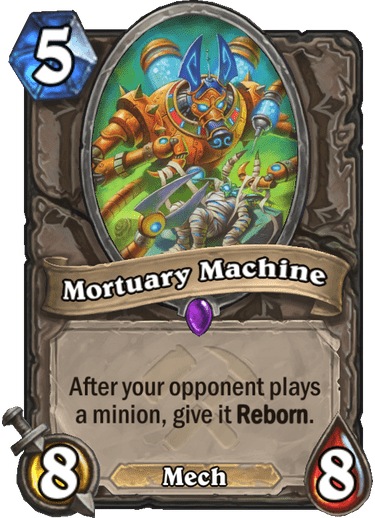 5
Mortuary Machine
After your opponent plays
a minion, give it Reborn.
8
Mech
8